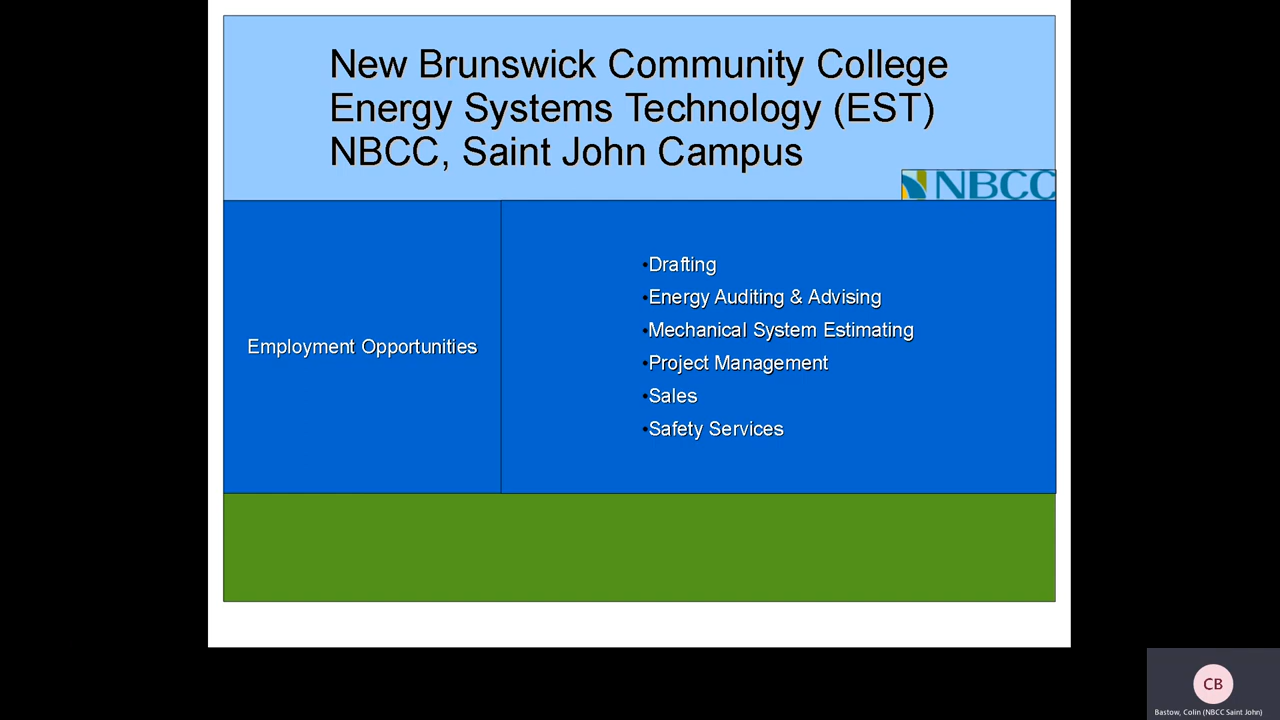 New Brunswick Community College
Energy Systems Technology (EST)
NBCC, Saint John Campus
NBCC
Employment Opportunities
•Drafting
•Energy Auditing & Advising
•Mechanical System Estimating
•Project Management
•Sales
•Safety Services
CB
Bastow, Colin (NBCC Saint John)